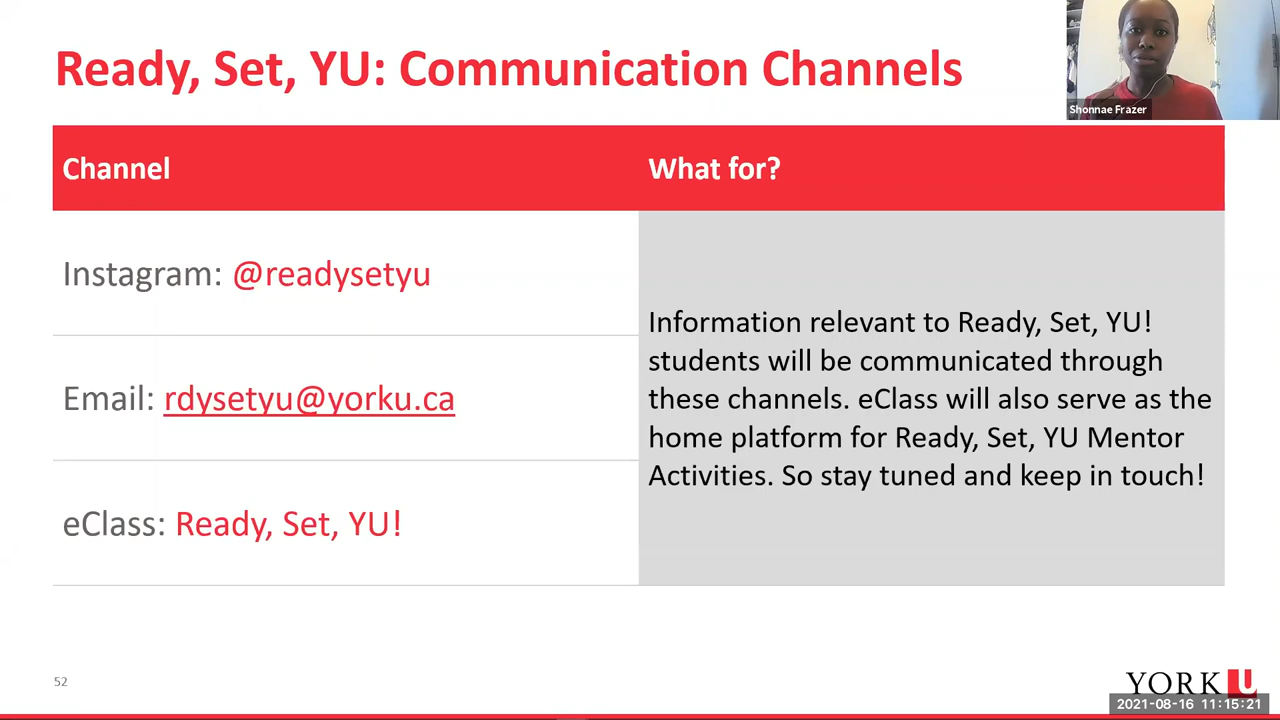 Ready, Set, YU: Communication Channels
Shonnae Frazer
Channel
What for?
Instagram: @readysetyu
Email: rdysetyu@yorku.ca
eClass: Ready, Set, YU!
Information relevant to Ready, Set, YU!
students will be communicated through
these channels. eClass will also serve as the
home platform for Ready, Set, YU Mentor
Activities. So stay tuned and keep in touch!
52
YORK U
2021-08-16 11:15:21